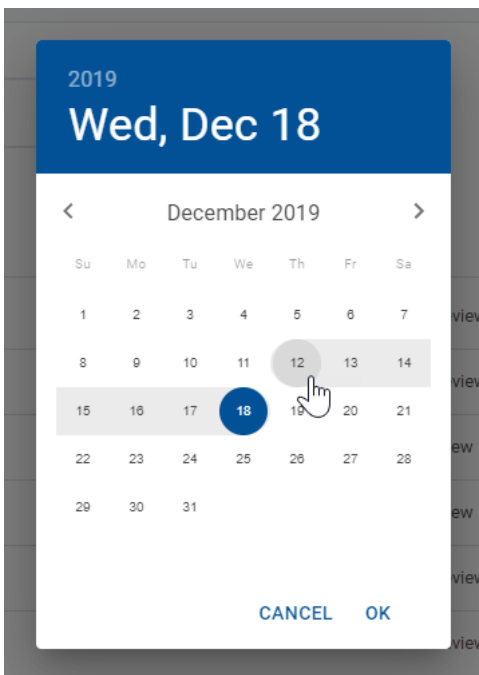 2019
Wed, Dec 18
December 2019
Su Mo Tu We Th Fr Sa
1 2 3 4 5 6 7
8 9 10 11 12 13 14
15 16 17 18 19 20 21
22 23 24 25 26 27 28
29 30 31
CANCEL OK